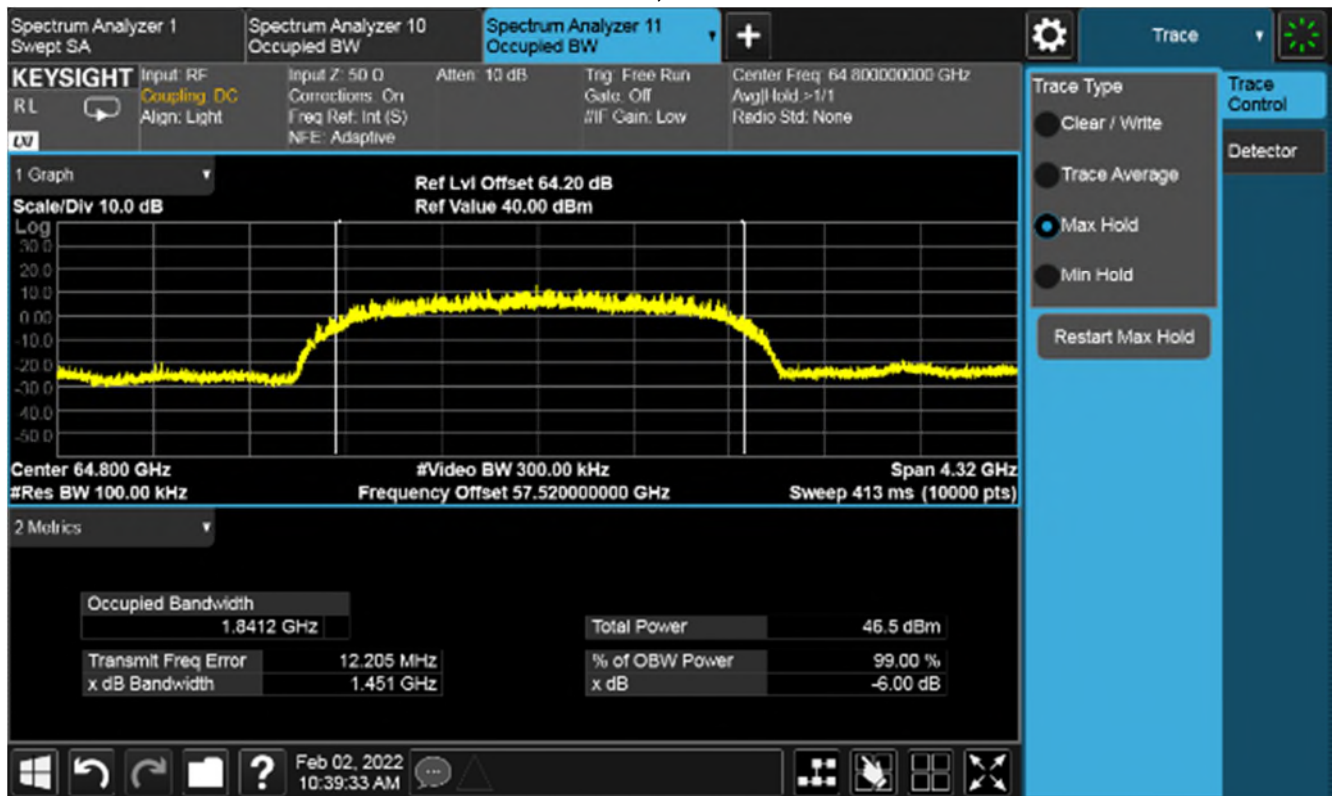 Spectrum Analyzer 1
Swept SA
Spectrum Analyzer 10
Occupied BW
Spectrum Analyzer 11
Occupied BW
Trace
KEYSIGHT
RL
LXI
Input: RF
Coupling: DC
Align: Light
Input Z: 50 Ω
Corrections: On
Freq Ref: Int (S)
NFE: Adaptive
Atten: 10 dB
Trig: Free Run
Gate: Off
#IF Gain: Low
Center Freq: 64.800000000 GHz
Avg|Hold:>1/1
Radio Std: None
Trace Type
Clear / Write
Trace Average
Max Hold
Min Hold
Restart Max Hold
Trace
Control
Detector
1 Graph
Scale/Div 10.0 dB
Ref Lvl Offset 64.20 dB
Ref Value 40.00 dBm
Log
30.0
20.0
10.0
0.00
-10.0
-20.0
-30.0
-40.0
-50.0
Center 64.800 GHz
#Video BW 300.00 kHz
Span 4.32 GHz
#Res BW 100.00 kHz
Frequency Offset 57.520000000 GHz
Sweep 413 ms (10000 pts)
2 Metrics
Occupied Bandwidth
1.8412 GHz
Total Power 46.5 dBm
Transmit Freq Error 12.205 MHz
% of OBW Power 99.00 %
x dB Bandwidth 1.451 GHz
x dB -6.00 dB
?
Feb 02, 2022
10:39:33 AM